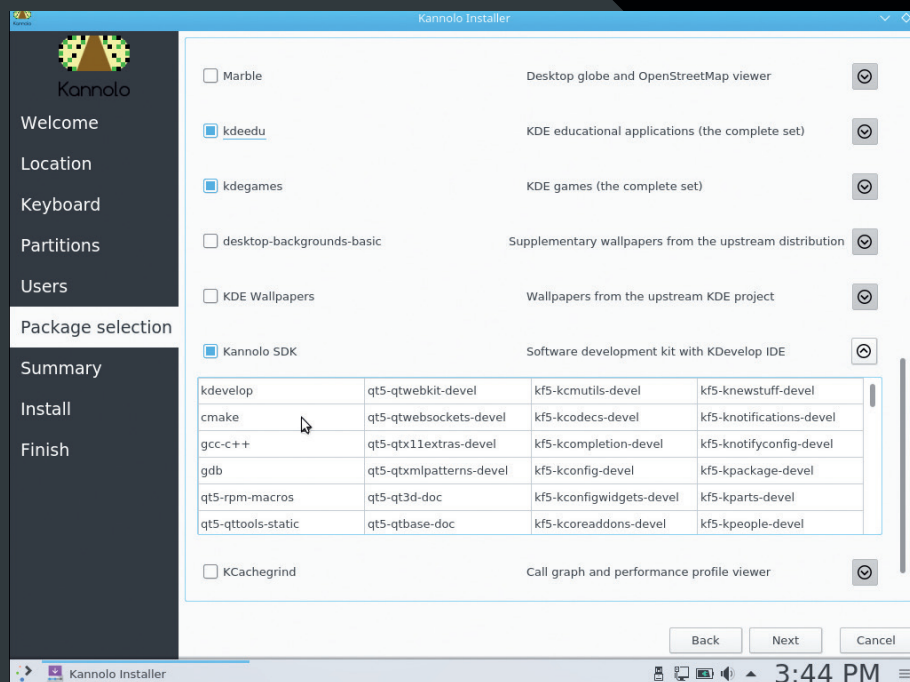 Kannolo Installer
Kannolo
Kannolo
Welcome
Location
Keyboard
Partitions
Users
Package selection
Summary
Install
Finish
Marble Desktop globe and OpenStreetMap viewer
kdeedu KDE educational applications (the complete set)
kdegames KDE games (the complete set)
desktop-backgrounds-basic Supplementary wallpapers from the upstream distribution
KDE Wallpapers Wallpapers from the upstream KDE project
Kannolo SDK Software development kit with KDevelop IDE
kdevelop qt5-qtwebkit-devel kf5-kcmutils-devel kf5-knewstuff-devel
cmake qt5-qtwebsockets-devel kf5-kcodecs-devel kf5-knotifications-devel
gcc-c++ qt5-qtx11extras-devel kf5-kcompletion-devel kf5-knotifyconfig-devel
gdb qt5-qtxmlpatterns-devel kf5-kconfig-devel kf5-kpackage-devel
qt5-rpm-macros qt5-qt3d-doc kf5-kconfigwidgets-devel kf5-kparts-devel
qt5-qttools-static qt5-qtbase-doc kf5-kcoreaddons-devel kf5-kpeople-devel
KCachegrind Call graph and performance profile viewer
Back Next Cancel
Kannolo Installer 3:44 PM